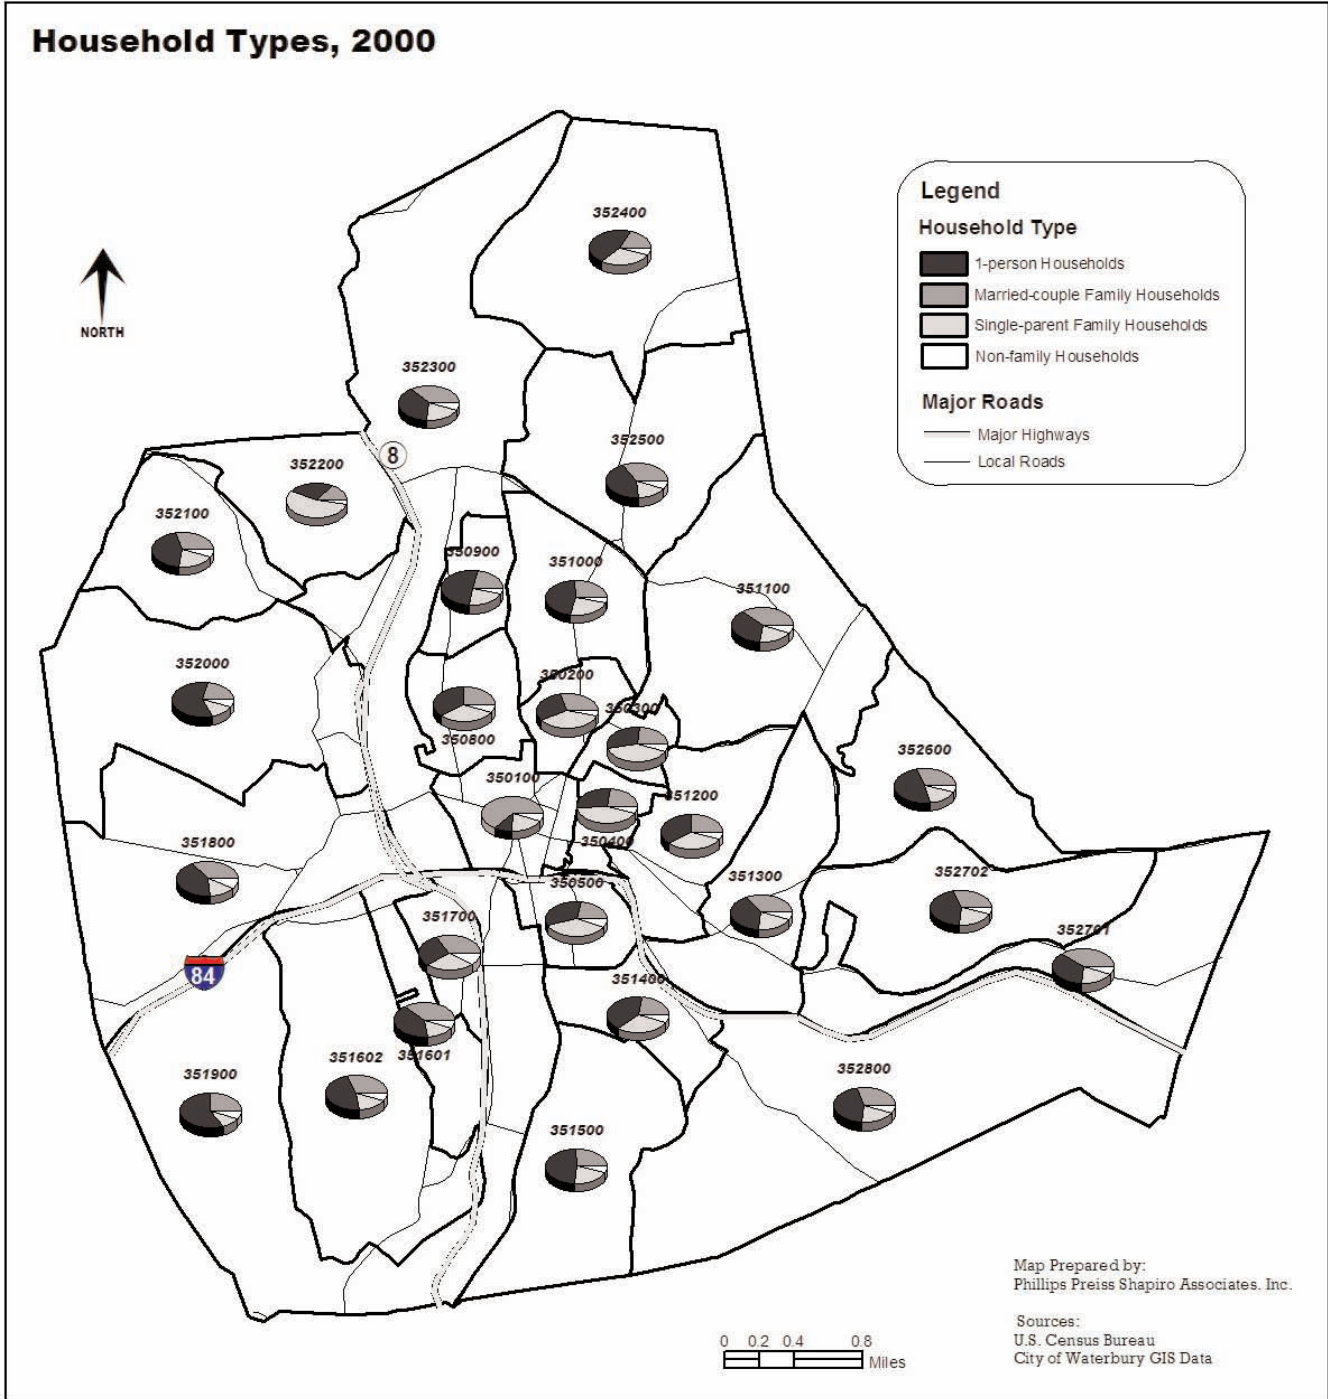 Household Types, 2000
Legend
Household Type
1-person Households
Married-couple Family Households
Single-parent Family Households
Non-family Households
Major Roads
Major Highways
Local Roads
NORTH
352400
352300
8
352500
352200
352100
350900
351000
351100
352000
350200
350300
350800
352600
350100
351200
350400
351800
350500
351300
352702
351700
352701
84
351400
351602
351601
352800
351900
351500
0 0.2 0.4 0.8
Miles
Map Prepared by:
Phillips Preiss Shapiro Associates, Inc.
Sources:
U.S. Census Bureau
City of Waterbury GIS Data